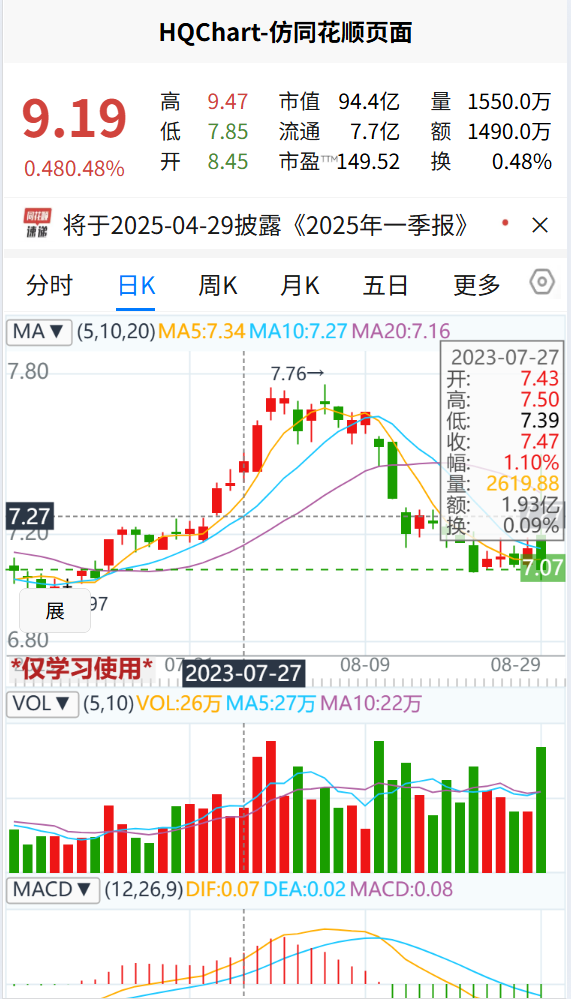 HQChart-仿同花顺页面
9.19 高 9.47 市值 94.4亿 量 1550.0万
低 7.85 流通 7.7亿 额 1490.0万
0.480.48% 开 8.45 市盈™149.52 换 0.48%
同花顺 速递 将于2025-04-29披露《2025年一季报》 ×
分时 日K 周K 月K 五日 更多
MA▼ (5,10,20) MA5:7.34 MA10:7.27 MA20:7.16
7.80
7.76→
2023-07-27
开: 7.43
高: 7.50
低: 7.39
收: 7.47
幅: 1.10%
量: 2619.88
额: 1.93亿
换: 0.09%
7.27
7.20
7.07
展
97
6.80
*仅学习使用*
2023-07-27 08-09 08-29
VOL▼ (5,10) VOL:26万 MA5:27万 MA10:22万
MACD▼ (12,26,9) DIF:0.07 DEA:0.02 MACD:0.08